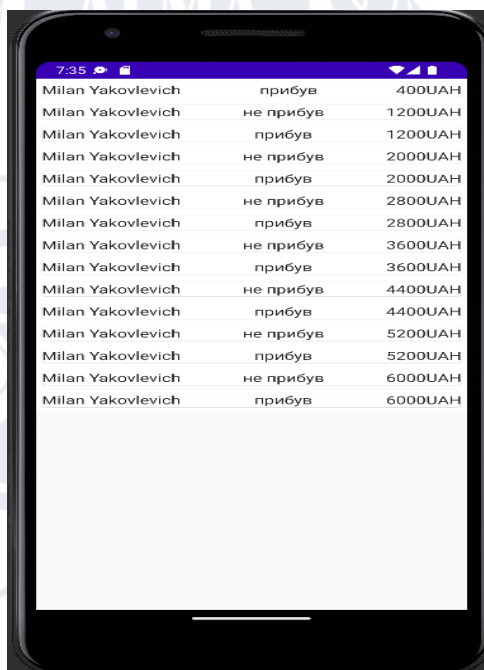 7:35
Milan Yakovlevich прибув 400UAH
Milan Yakovlevich не прибув 1200UAH
Milan Yakovlevich прибув 1200UAH
Milan Yakovlevich не прибув 2000UAH
Milan Yakovlevich прибув 2000UAH
Milan Yakovlevich не прибув 2800UAH
Milan Yakovlevich прибув 2800UAH
Milan Yakovlevich не прибув 3600UAH
Milan Yakovlevich прибув 3600UAH
Milan Yakovlevich не прибув 4400UAH
Milan Yakovlevich прибув 4400UAH
Milan Yakovlevich не прибув 5200UAH
Milan Yakovlevich прибув 5200UAH
Milan Yakovlevich не прибув 6000UAH
Milan Yakovlevich прибув 6000UAH